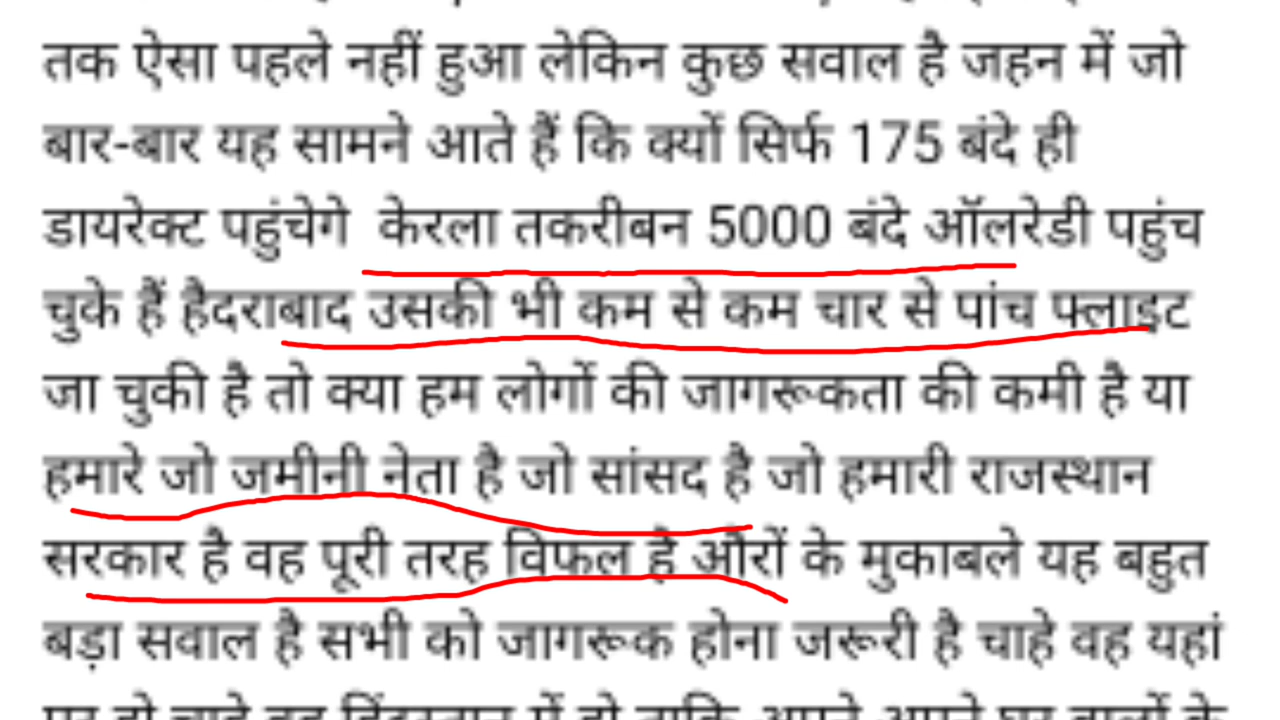 तक ऐसा पहले नहीं हुआ लेकिन कुछ सवाल है जहन में जो
बार-बार यह सामने आते हैं कि क्यों सिर्फ 175 बंदे ही
डायरेक्ट पहुंचेगे केरला तकरीबन 5000 बंदे ऑलरेडी पहुंच
चुके हैं हैदराबाद उसकी भी कम से कम चार से पांच फ्लाइट
जा चुकी है तो क्या हम लोगों की जागरूकता की कमी है या
हमारे जो जमीनी नेता है जो सांसद है जो हमारी राजस्थान
सरकार है वह पूरी तरह विफल है औरों के मुकाबले यह बहुत
बड़ा सवाल है सभी को जागरूक होना जरूरी है चाहे वह यहां